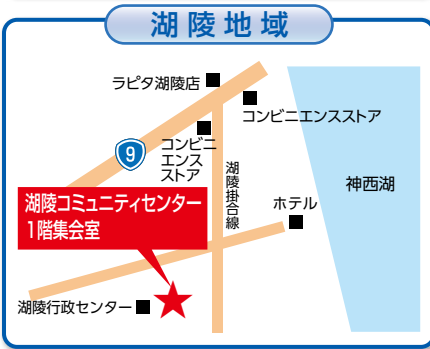 湖陵地域
ラピタ湖陵店
コンビニエンスストア
コンビニ
エンス
ストア
9
湖陵掛合線
神西湖
ホテル
湖陵コミュニティセンター
1階集会室
湖陵行政センター